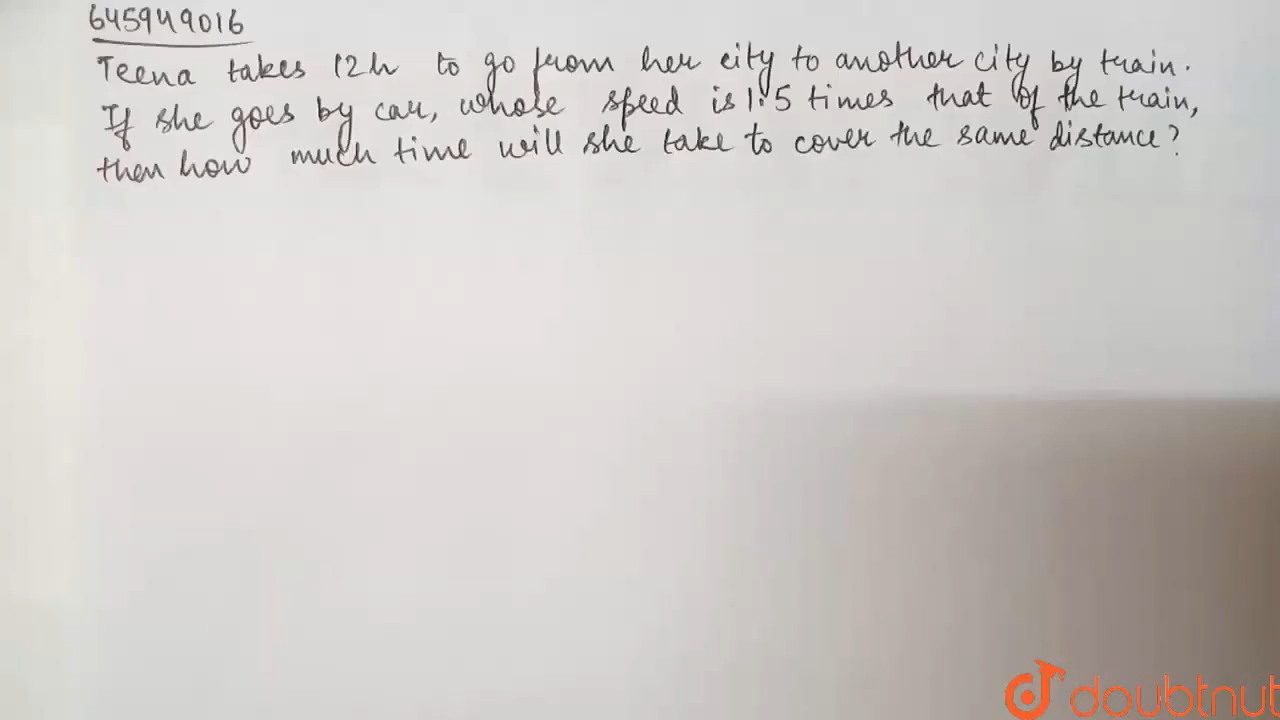 645949016
Teena takes 12h to go from her city to another city by train.
If she goes by car, whose speed is 1.5 times that of the train,
then how much time will she take to cover the same distance?
doubtnut